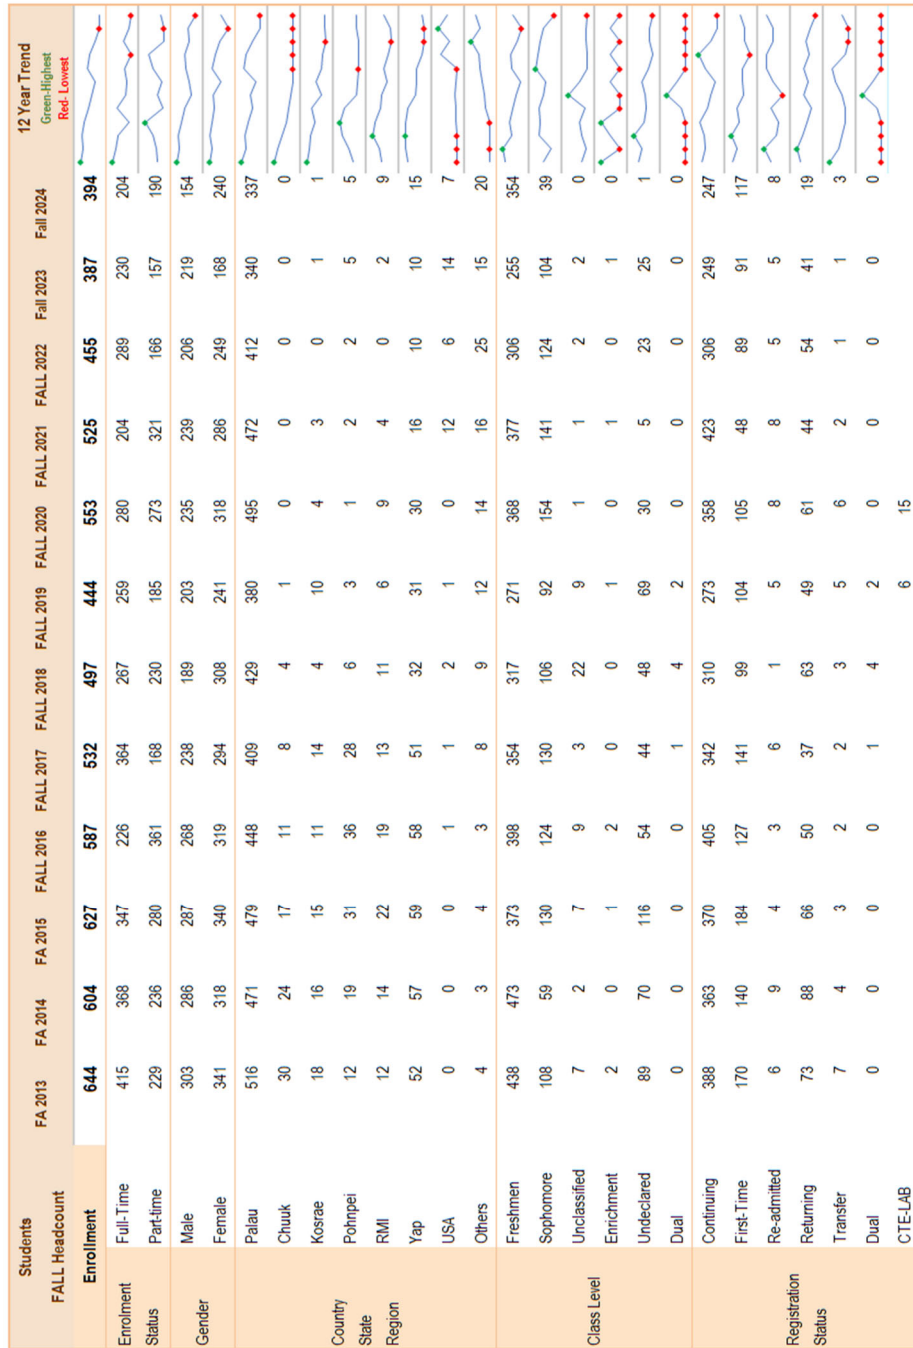 Students FA 2013 FA 2014 FA 2015 FALL 2016 FALL 2017 FALL 2018 FALL 2019 FALL 2020 FALL 2021 FALL 2022 Fall 2023 Fall 2024 12 Year Trend
FALL Headcount Green-Highest
Red- Lowest
Enrollment 644 604 627 587 532 497 444 553 525 455 387 394
Enrolment Full-Time 415 368 347 226 364 267 259 280 204 289 230 204
Status Part-time 229 236 280 361 168 230 185 273 321 166 157 190
Gender Male 303 286 287 268 238 189 203 235 239 206 219 154
Female 341 318 340 319 294 308 241 318 286 249 168 240
Palau 516 471 479 448 409 429 380 495 472 412 340 337
Chuuk 30 24 17 11 8 4 1 0 0 0 0 0
Kosrae 18 16 15 11 14 4 10 4 3 0 1 1
Country Pohnpei 12 19 31 36 28 6 3 1 2 2 5 5
State RMI 12 14 22 19 13 11 6 9 4 0 2 9
Region Yap 52 57 59 58 51 32 31 30 16 10 10 15
USA 0 0 0 1 1 2 1 0 12 6 14 7
Others 4 3 4 3 8 9 12 14 16 25 15 20
Freshmen 438 473 373 398 354 317 271 368 377 306 255 354
Sophomore 108 59 130 124 130 106 92 154 141 124 104 39
Class Level Unclassified 7 2 7 9 3 22 9 1 1 2 2 0
Enrichment 2 0 1 2 0 0 1 0 1 0 1 0
Undeclared 89 70 116 54 44 48 69 30 5 23 25 1
Dual 0 0 0 0 1 4 2 0 0 0 0 0
Continuing 388 363 370 405 342 310 273 358 423 306 249 247
First-Time 170 140 184 127 141 99 104 105 48 89 91 117
Registration Re-admitted 6 9 4 3 6 1 5 8 8 5 5 8
Status Returning 73 88 66 50 37 63 49 61 44 54 41 19
Transfer 7 4 3 2 2 3 5 6 2 1 1 3
Dual 0 0 0 0 1 4 2 0 0 0 0 0
CTE-LAB 6 15